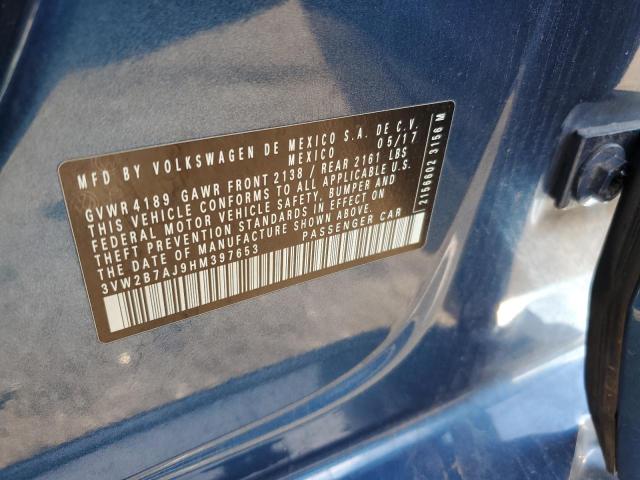 MFD BY VOLKSWAGEN DE MEXICO S.A. DE C.V.
MEXICO 05/17
GVWR 4189 GAWR FRONT 2138 / REAR 2161 LBS
THIS VEHICLE CONFORMS TO ALL APPLICABLE U.S.
FEDERAL MOTOR VEHICLE SAFETY, BUMPER AND
THEFT PREVENTION STANDARDS IN EFFECT ON
THE DATE OF MANUFACTURE SHOWN ABOVE.
3VW2B7AJ9HM397653 PASSENGER CAR
2156602 3156 M